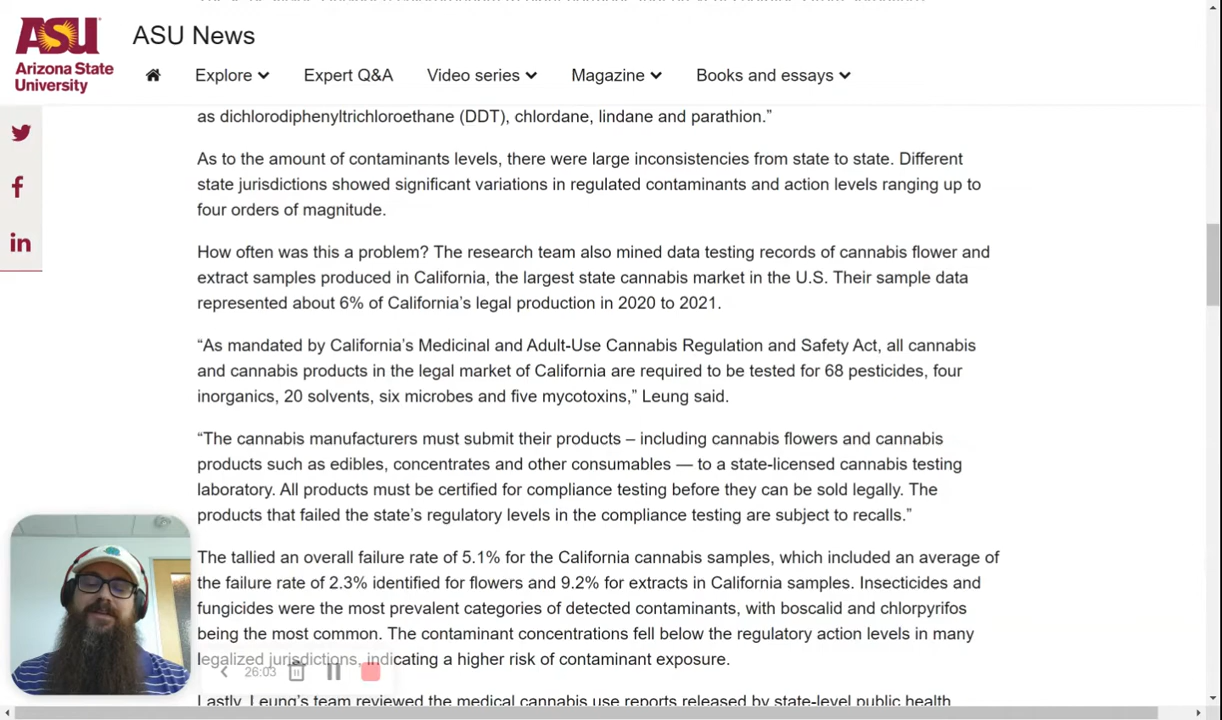 ASU
Arizona State
University
ASU News
Explore
Expert Q&A
Video series
Magazine
Books and essays
as dichlorodiphenyltrichloroethane (DDT), chlordane, lindane and parathion.”
As to the amount of contaminants levels, there were large inconsistencies from state to state. Different
state jurisdictions showed significant variations in regulated contaminants and action levels ranging up to
four orders of magnitude.
How often was this a problem? The research team also mined data testing records of cannabis flower and
extract samples produced in California, the largest state cannabis market in the U.S. Their sample data
represented about 6% of California’s legal production in 2020 to 2021.
“As mandated by California’s Medicinal and Adult-Use Cannabis Regulation and Safety Act, all cannabis
and cannabis products in the legal market of California are required to be tested for 68 pesticides, four
inorganics, 20 solvents, six microbes and five mycotoxins,” Leung said.
“The cannabis manufacturers must submit their products – including cannabis flowers and cannabis
products such as edibles, concentrates and other consumables — to a state-licensed cannabis testing
laboratory. All products must be certified for compliance testing before they can be sold legally. The
products that failed the state’s regulatory levels in the compliance testing are subject to recalls.”
The tallied an overall failure rate of 5.1% for the California cannabis samples, which included an average of
the failure rate of 2.3% identified for flowers and 9.2% for extracts in California samples. Insecticides and
fungicides were the most prevalent categories of detected contaminants, with boscalid and chlorpyrifos
being the most common. The contaminant concentrations fell below the regulatory action levels in many
legalized jurisdictions, indicating a higher risk of contaminant exposure.
26:03
Lastly, Leung’s team reviewed the medical cannabis use reports released by state-level public health